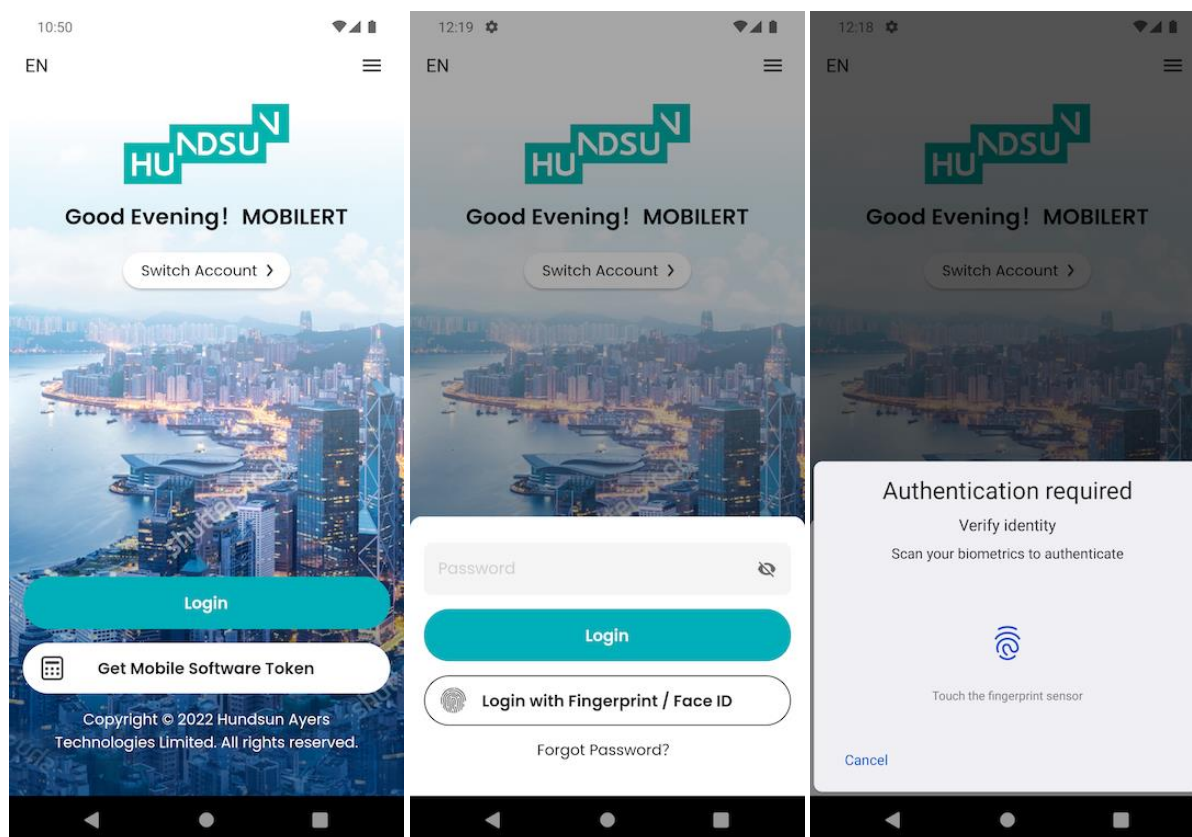 10:50
EN
HUNDSUN
Good Evening! MOBILERT
Switch Account >
shutterstock
Login
Get Mobile Software Token
Copyright © 2022 Hundsun Ayers
Technologies Limited. All rights reserved.
12:19
EN
HUNDSUN
Good Evening! MOBILERT
Switch Account >
shutterstock
Password
Login
Login with Fingerprint / Face ID
Forgot Password?
12:18
EN
HUNDSUN
Good Evening! MOBILERT
Switch Account >
Authentication required
Verify identity
Scan your biometrics to authenticate
Touch the fingerprint sensor
Cancel